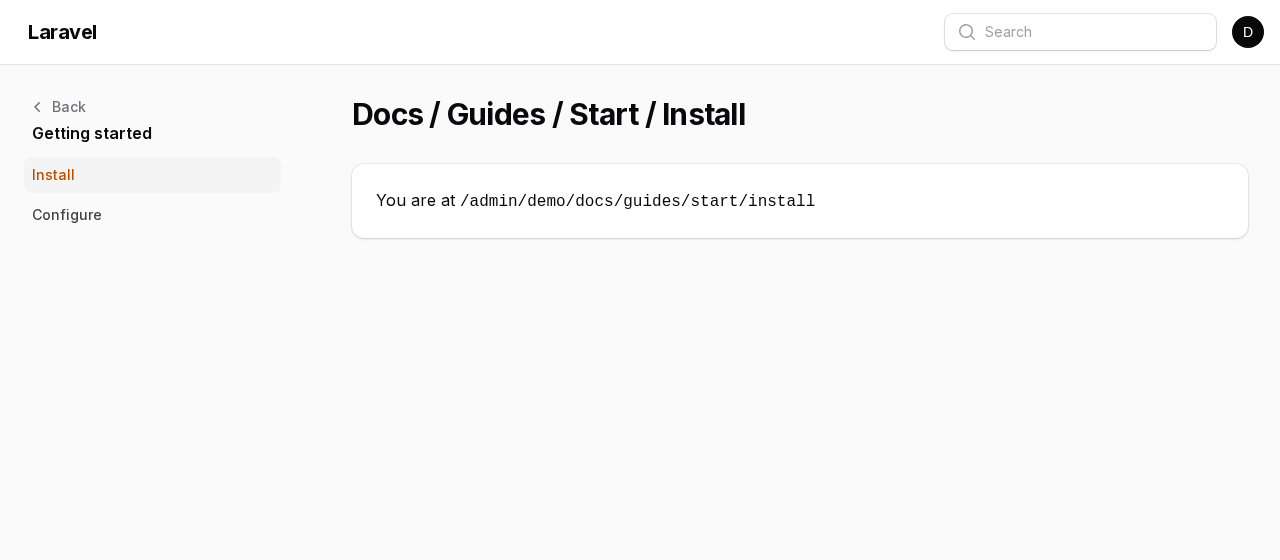 Laravel
Search
D
Back
Getting started
Install
Configure
Docs / Guides / Start / Install
You are at /admin/demo/docs/guides/start/install